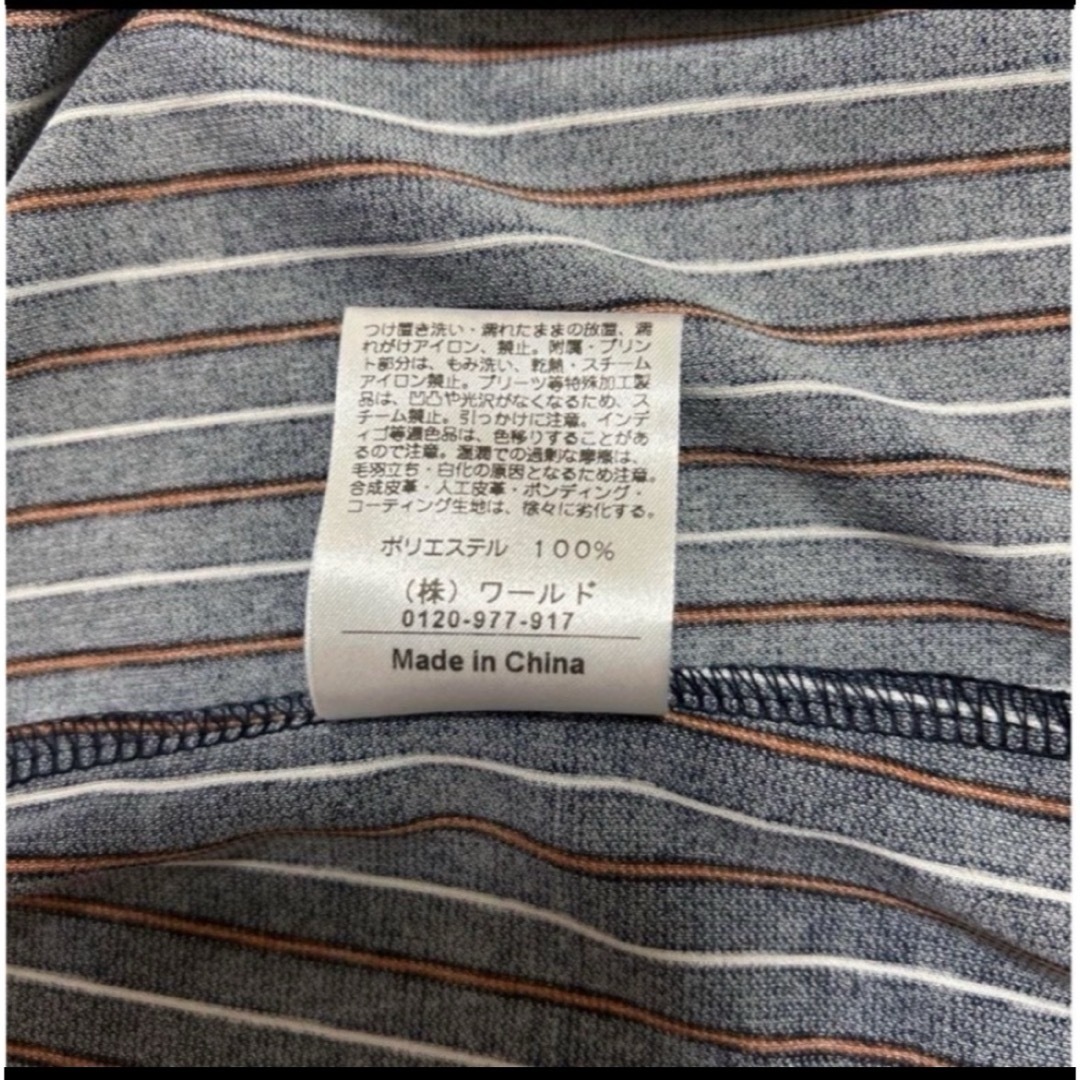 つけ置き洗い・濡れたままの放置、濡
れがけアイロン、禁止。附属・プリン
ト部分は、もみ洗い、乾熱・スチーム
アイロン禁止。プリーツ等特殊加工製
品は、凹凸や光沢がなくなるため、ス
チーム禁止。引っかけに注意。インデ
ィゴ等濃色品は、色移りすることがあ
るので注意。湿潤での過剰な摩擦は、
毛羽立ち・白化の原因となるため注意。
合成皮革・人工皮革・ボンディング・
コーティング生地は、徐々に劣化する。
ポリエステル 100%
(株)ワールド
0120-977-917
Made in China